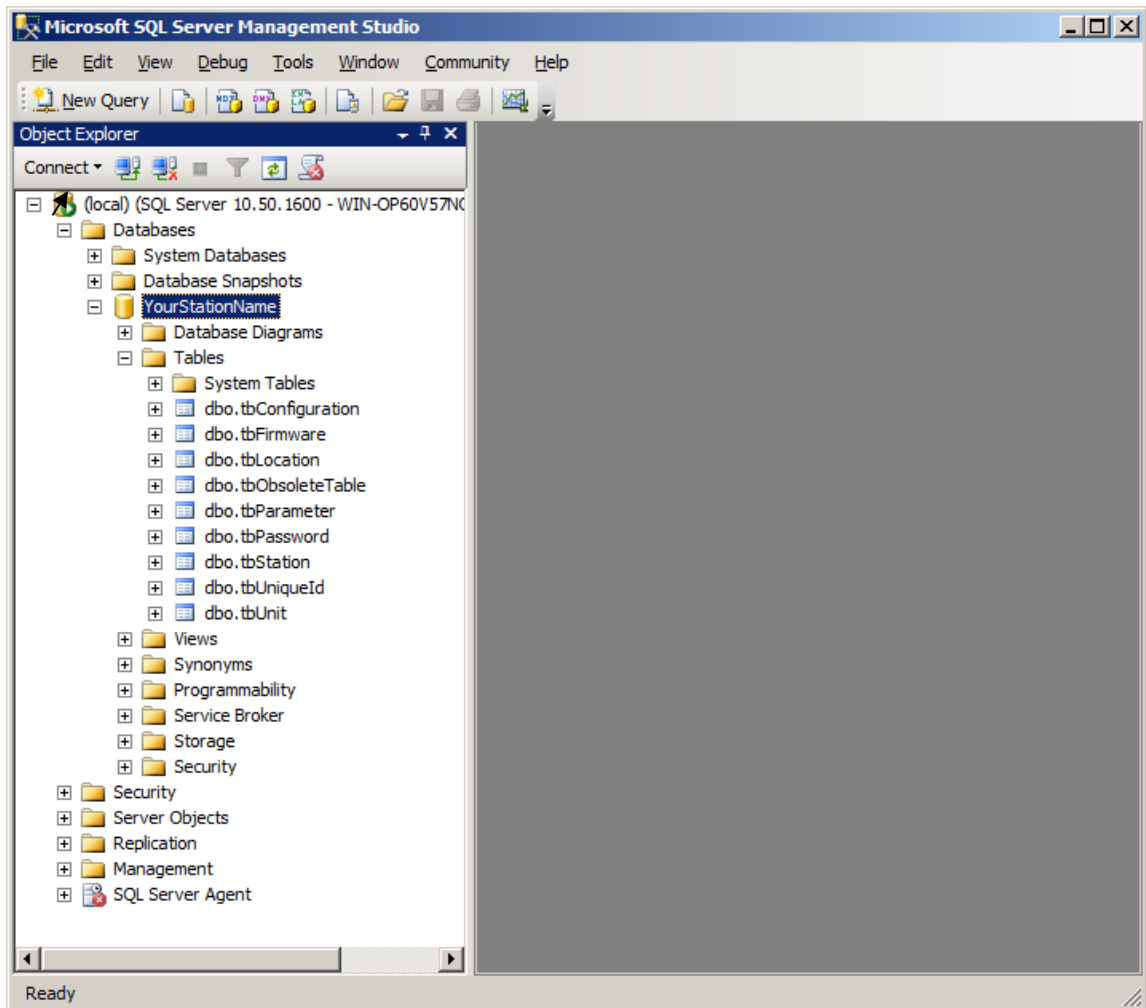 Microsoft SQL Server Management Studio
File Edit View Debug Tools Window Community Help
New Query
Object Explorer
Connect
(local) (SQL Server 10.50.1600 - WIN-OP60V57NC
Databases
System Databases
Database Snapshots
YourStationName
Database Diagrams
Tables
System Tables
dbo.tbConfiguration
dbo.tbFirmware
dbo.tbLocation
dbo.tbObsoleteTable
dbo.tbParameter
dbo.tbPassword
dbo.tbStation
dbo.tbUniqueId
dbo.tbUnit
Views
Synonyms
Programmability
Service Broker
Storage
Security
Security
Server Objects
Replication
Management
SQL Server Agent
Ready